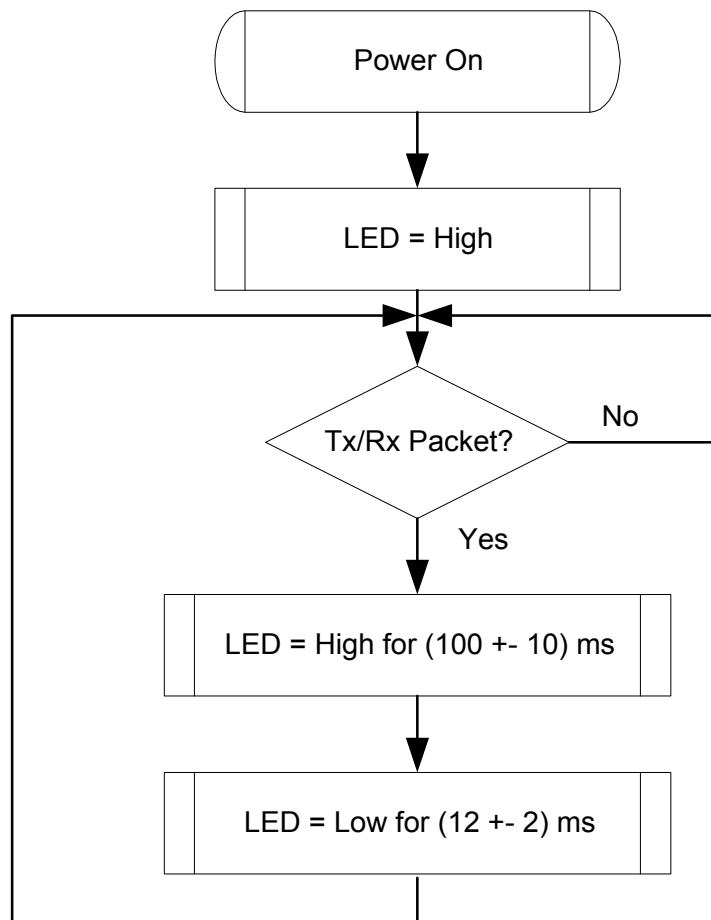 Power On
LED = High
Tx/Rx Packet?
No
Yes
LED = High for (100 +- 10) ms
LED = Low for (12 +- 2) ms